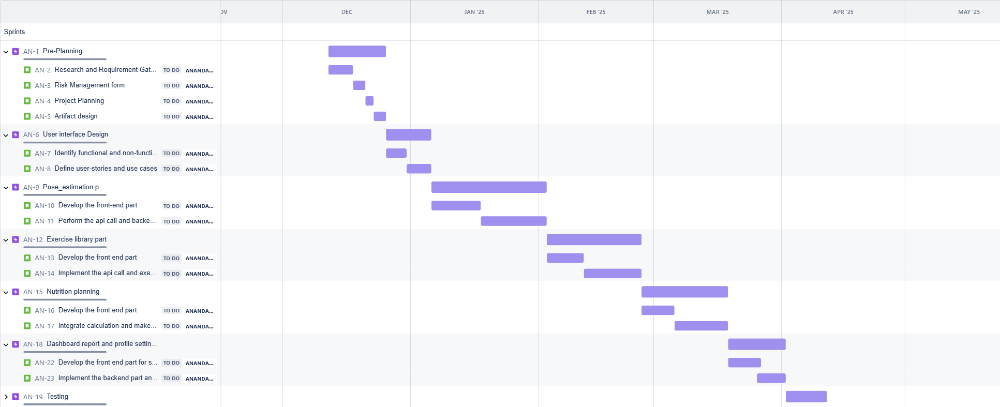 OV DEC JAN '25 FEB '25 MAR '25 APR '25 MAY '25
Sprints
AN-1 Pre-Planning
AN-2 Research and Requirement Gat... TO DO ANANDA...
AN-3 Risk Management form TO DO ANANDA...
AN-4 Project Planning TO DO ANANDA...
AN-5 Artifact design TO DO ANANDA...
AN-6 User interface Design
AN-7 Identify functional and non-functi... TO DO ANANDA...
AN-8 Define user-stories and use cases TO DO ANANDA...
AN-9 Pose_estimation p...
AN-10 Develop the front-end part TO DO ANANDA...
AN-11 Perform the api call and backe... TO DO ANANDA...
AN-12 Exercise library part
AN-13 Develop the front end part TO DO ANANDA...
AN-14 Implement the api call and exe... TO DO ANANDA...
AN-15 Nutrition planning
AN-16 Develop the front end part TO DO ANANDA...
AN-17 Integrate calculation and make... TO DO ANANDA...
AN-18 Dashboard report and profile settin...
AN-22 Develop the front end part for s... TO DO ANANDA...
AN-23 Implement the backend part an... TO DO ANANDA...
AN-19 Testing